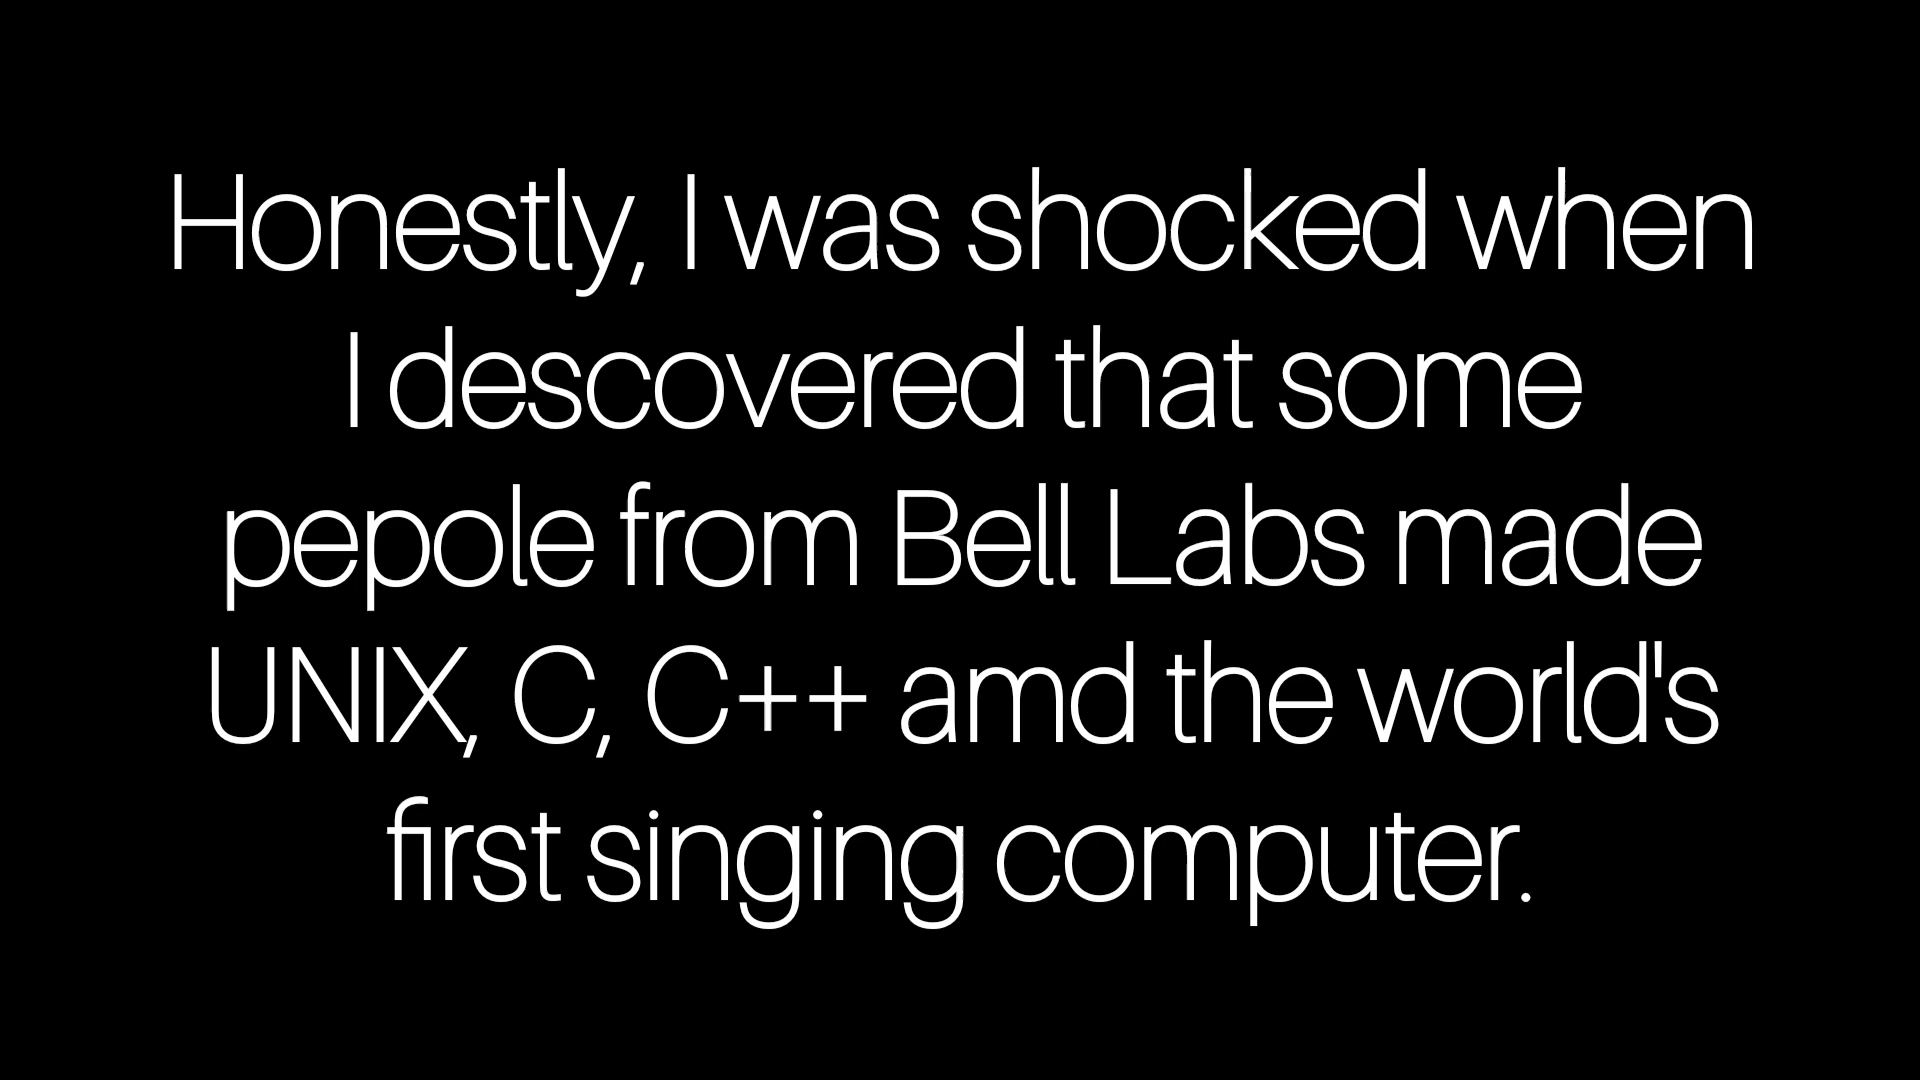 Honestly, I was shocked when
I descovered that some
pepole from Bell Labs made
UNIX, C, C++ amd the world's
first singing computer.